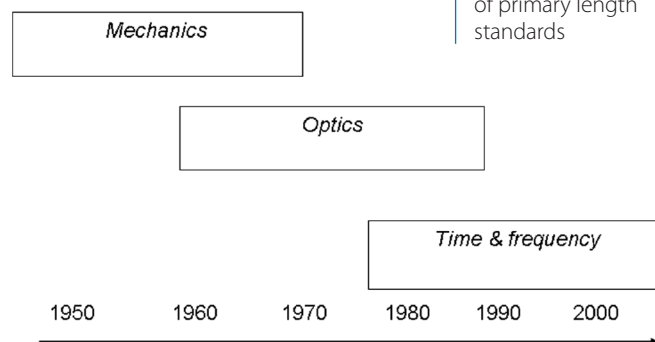 of primary length
standards
Mechanics
Optics
Time & frequency
1950 1960 1970 1980 1990 2000